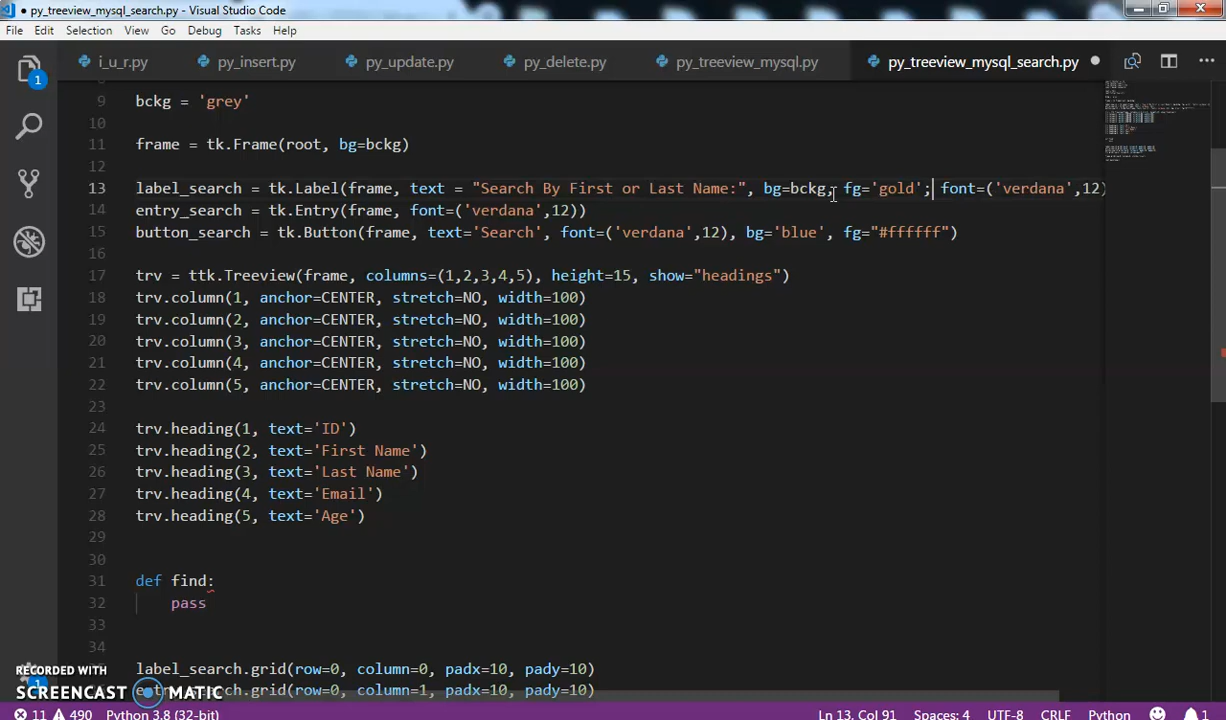 py_treeview_mysql_search.py - Visual Studio Code
File Edit Selection View Go Debug Tasks Help
1 i_u_r.py py_insert.py py_update.py py_delete.py py_treeview_mysql.py py_treeview_mysql_search.py
9 bckg = 'grey'
10
11 frame = tk.Frame(root, bg=bckg)
12
13 label_search = tk.Label(frame, text = "Search By First or Last Name:", bg=bckg, fg='gold'; font=('verdana',12)
14 entry_search = tk.Entry(frame, font=('verdana',12))
15 button_search = tk.Button(frame, text='Search', font=('verdana',12), bg='blue', fg="#ffffff")
16
17 trv = ttk.Treeview(frame, columns=(1,2,3,4,5), height=15, show="headings")
18 trv.column(1, anchor=CENTER, stretch=NO, width=100)
19 trv.column(2, anchor=CENTER, stretch=NO, width=100)
20 trv.column(3, anchor=CENTER, stretch=NO, width=100)
21 trv.column(4, anchor=CENTER, stretch=NO, width=100)
22 trv.column(5, anchor=CENTER, stretch=NO, width=100)
23
24 trv.heading(1, text='ID')
25 trv.heading(2, text='First Name')
26 trv.heading(3, text='Last Name')
27 trv.heading(4, text='Email')
28 trv.heading(5, text='Age')
29
30
31 def find:
32 pass
33
34
label_search.grid(row=0, column=0, padx=10, pady=10)
RECORDED WITH
SCREENCAST MATIC
.grid(row=0, column=1, padx=10, pady=10)
1
11 490 Python 3.8 (32-bit) Ln 13, Col 91 Spaces: 4 UTF-8 CRLF Python 1